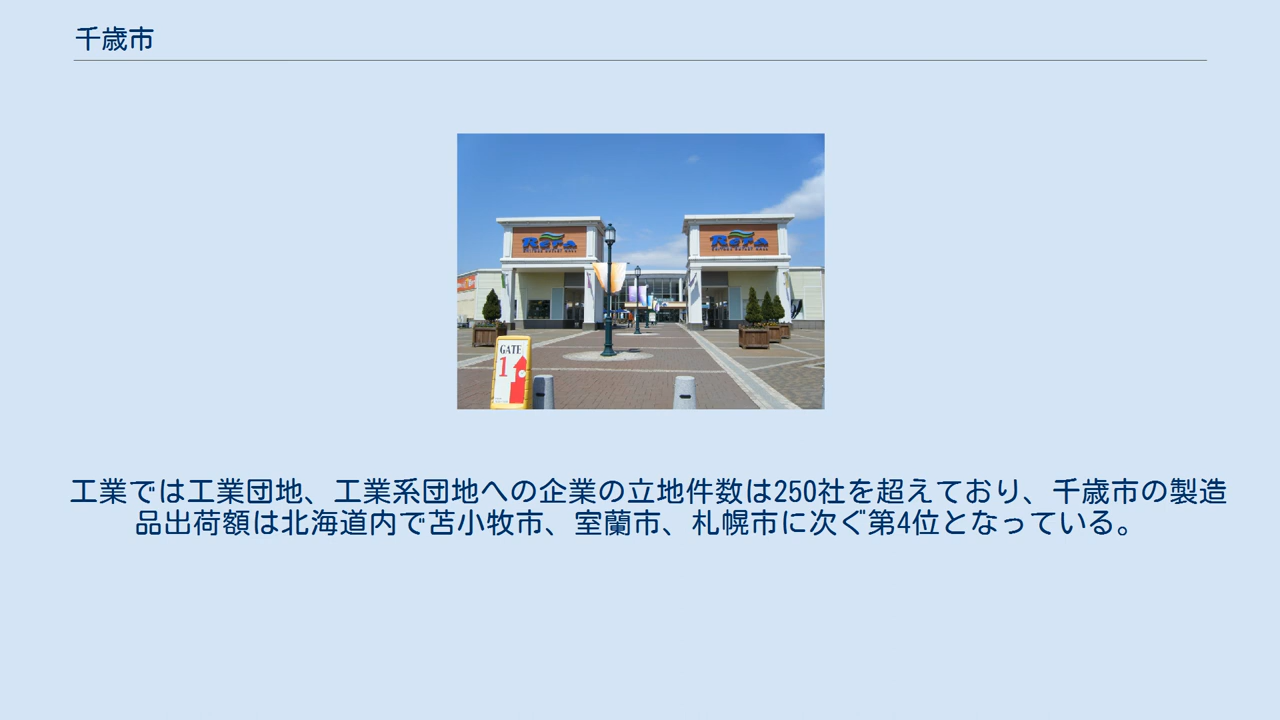 千歳市
Rera
Rera
GATE
1
工業では工業団地、工業系団地への企業の立地件数は250社を超えており、千歳市の製造
品出荷額は北海道内で苫小牧市、室蘭市、札幌市に次ぐ第4位となっている。